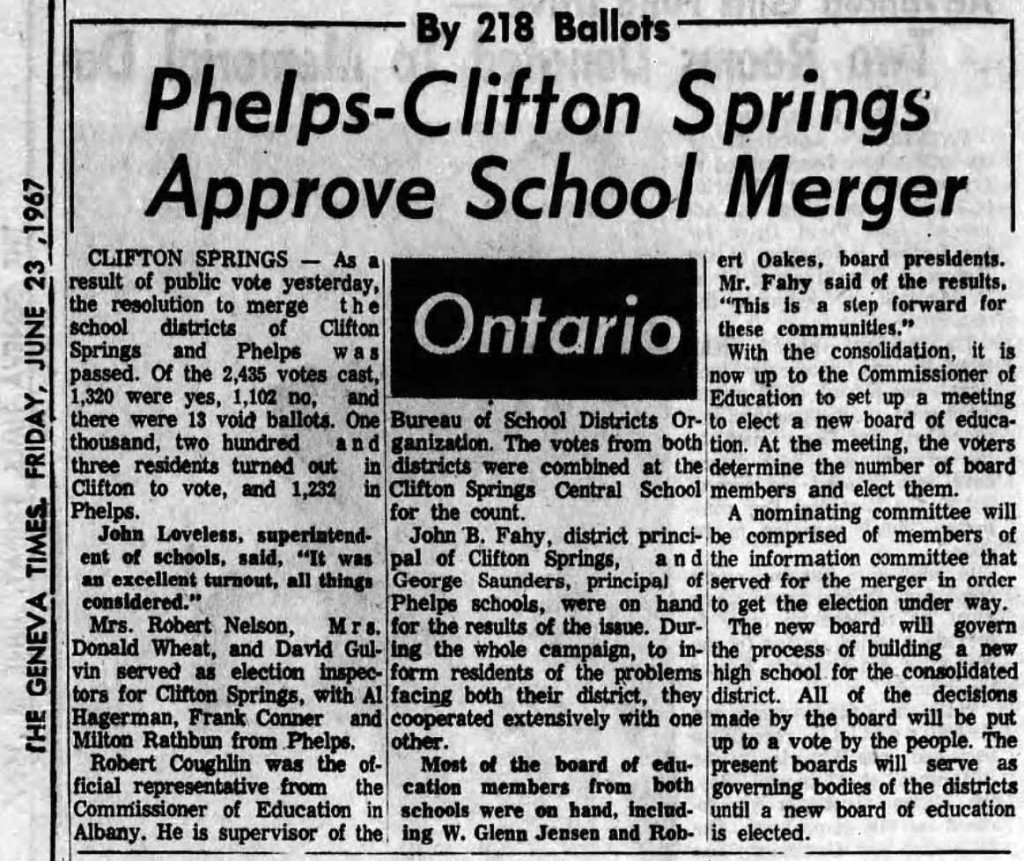 By 218 Ballots
Phelps-Clifton Springs
Approve School Merger
THE GENEVA TIMES, FRIDAY, JUNE 23, 1967
CLIFTON SPRINGS — As a
result of public vote yesterday,
the resolution to merge the
school districts of Clifton
Springs and Phelps was
passed. Of the 2,435 votes cast,
1,320 were yes, 1,102 no, and
there were 13 void ballots. One
thousand, two hundred and
three residents turned out in
Clifton to vote, and 1,232 in
Phelps.
John Loveless, superintend-
ent of schools, said, "It was
an excellent turnout, all things
considered."
Mrs. Robert Nelson, Mrs.
Donald Wheat, and David Gul-
vin served as election inspec-
tors for Clifton Springs, with Al
Hagerman, Frank Conner and
Milton Rathbun from Phelps.
Robert Coughlin was the of-
ficial representative from the
Commissioner of Education in
Albany. He is supervisor of the
Ontario
Bureau of School Districts Or-
ganization. The votes from both
districts were combined at the
Clifton Springs Central School
for the count.
John B. Fahy, district princi-
pal of Clifton Springs, and
George Saunders, principal of
Phelps schools, were on hand
for the results of the issue. Dur-
ing the whole campaign, to in-
form residents of the problems
facing both their district, they
cooperated extensively with one
other.
Most of the board of edu-
cation members from both
schools were on hand, includ-
ing W. Glenn Jensen and Rob-
ert Oakes, board presidents.
Mr. Fahy said of the results,
"This is a step forward for
these communities."
With the consolidation, it is
now up to the Commissioner of
Education to set up a meeting
to elect a new board of educa-
tion. At the meeting, the voters
determine the number of board
members and elect them.
A nominating committee will
be comprised of members of
the information committee that
served for the merger in order
to get the election under way.
The new board will govern
the process of building a new
high school for the consolidated
district. All of the decisions
made by the board will be put
up to a vote by the people. The
present boards will serve as
governing bodies of the districts
until a new board of education
is elected.